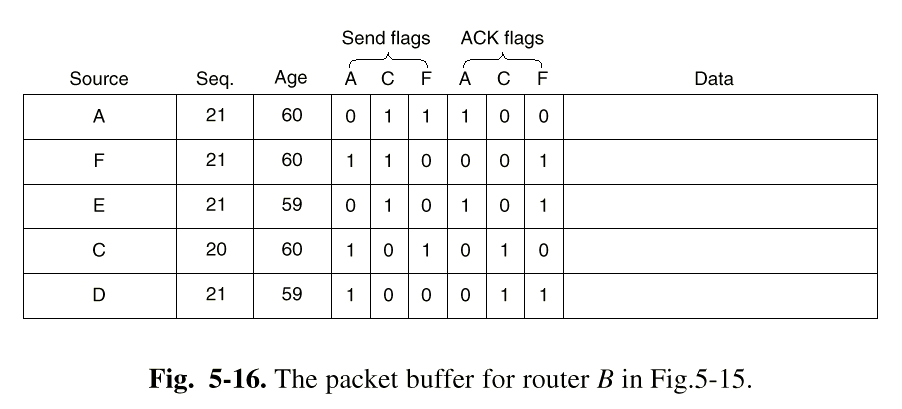 Send flags ACK flags
Source Seq. Age A C F A C F Data
A 21 60 0 1 1 1 0 0
F 21 60 1 1 0 0 0 1
E 21 59 0 1 0 1 0 1
C 20 60 1 0 1 0 1 0
D 21 59 1 0 0 0 1 1
Fig. 5-16. The packet buffer for router B in Fig.5-15.